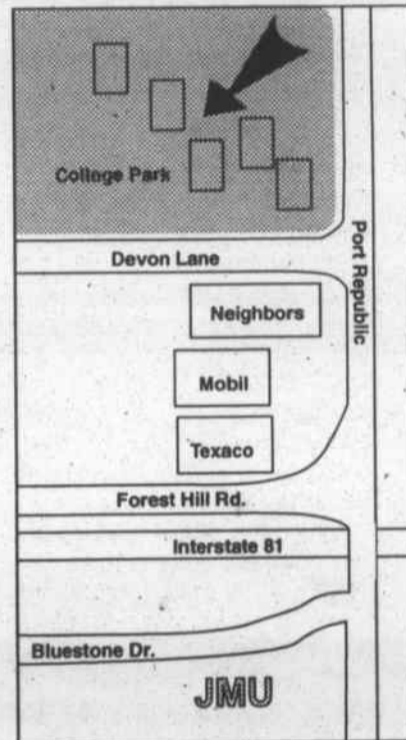 College Park
Devon Lane
Port Republic
Neighbors
Mobil
Texaco
Forest Hill Rd.
Interstate 81
Bluestone Dr.
JMU